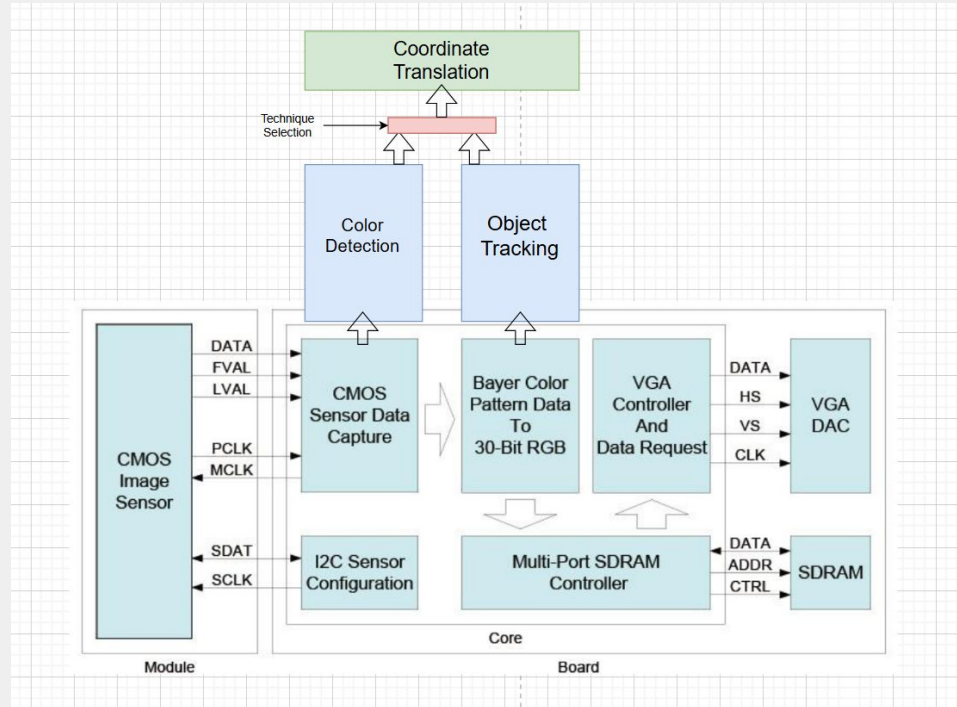 Coordinate
Translation
Technique
Selection
Color
Detection
Object
Tracking
CMOS
Image
Sensor
DATA
FVAL
LVAL
PCLK
MCLK
SDAT
SCLK
CMOS
Sensor Data
Capture
I2C Sensor
Configuration
Bayer Color
Pattern Data
To
30-Bit RGB
VGA
Controller
And
Data Request
Multi-Port SDRAM
Controller
DATA
HS
VS
CLK
VGA
DAC
DATA
ADDR
CTRL
SDRAM
Core
Module
Board